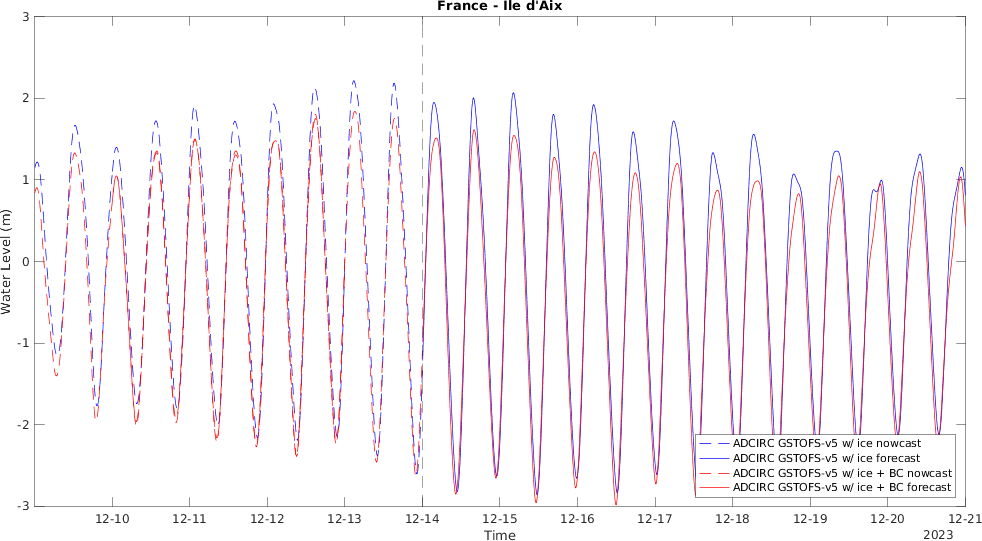 France - Ile d'Aix
3
2
1
0
-1
-2
-3
Water Level (m)
ADCIRC GSTOFS-v5 w/ ice nowcast
ADCIRC GSTOFS-v5 w/ ice forecast
ADCIRC GSTOFS-v5 w/ ice + BC nowcast
ADCIRC GSTOFS-v5 w/ ice + BC forecast
12-10 12-11 12-12 12-13 12-14 12-15 12-16 12-17 12-18 12-19 12-20 12-21
Time 2023